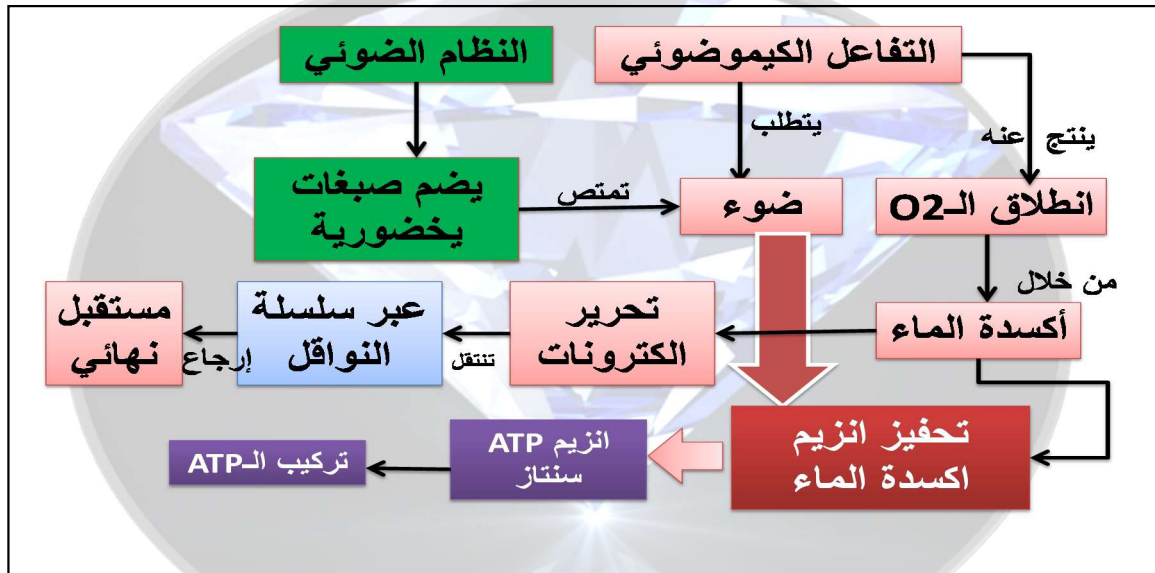 التفاعل الكيموضوئي
النظام الضوئي
يتطلب
ينتج عنه
يضم صبغات
يخضورية
تمتص
ضوء
انطلاق الـO2
من خلال
أكسدة الماء
تحرير
الكترونات
تنتقل
عبر سلسلة
النواقل
إرجاع
مستقبل
نهائي
تحفيز انزيم
اكسدة الماء
انزيم ATP
سنتاز
تركيب الـATP